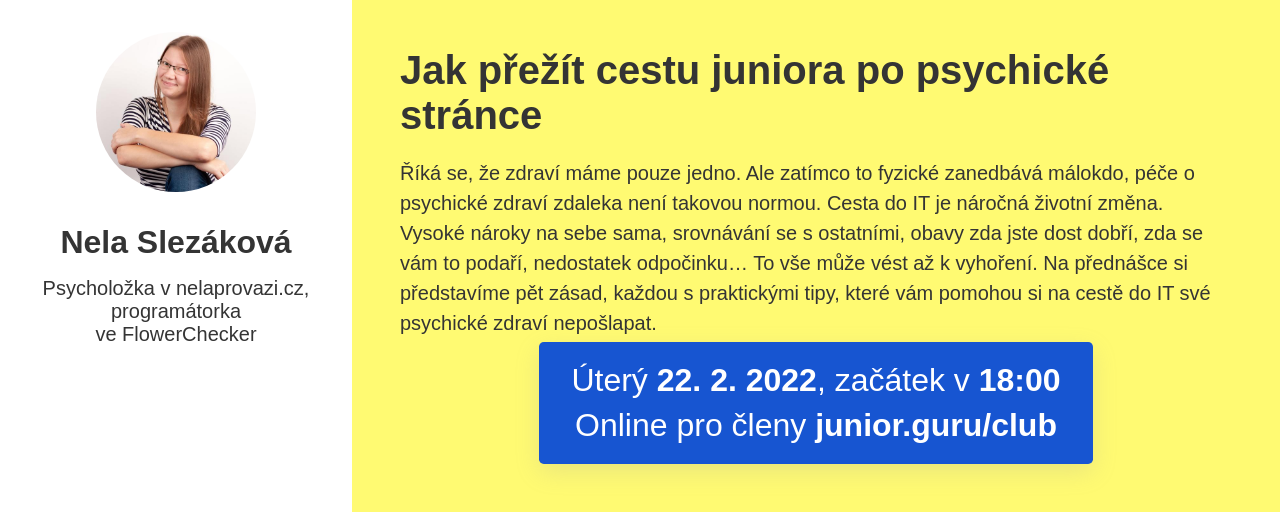 Nela Slezáková
Psycholožka v nelaprovazi.cz,
programátorka
ve FlowerChecker
Jak přežít cestu juniora po psychické
stránce
Říká se, že zdraví máme pouze jedno. Ale zatímco to fyzické zanedbává málokdo, péče o
psychické zdraví zdaleka není takovou normou. Cesta do IT je náročná životní změna.
Vysoké nároky na sebe sama, srovnávání se s ostatními, obavy zda jste dost dobří, zda se
vám to podaří, nedostatek odpočinku… To vše může vést až k vyhoření. Na přednášce si
představíme pět zásad, každou s praktickými tipy, které vám pomohou si na cestě do IT své
psychické zdraví nepošlapat.
Úterý 22. 2. 2022, začátek v 18:00
Online pro členy junior.guru/club